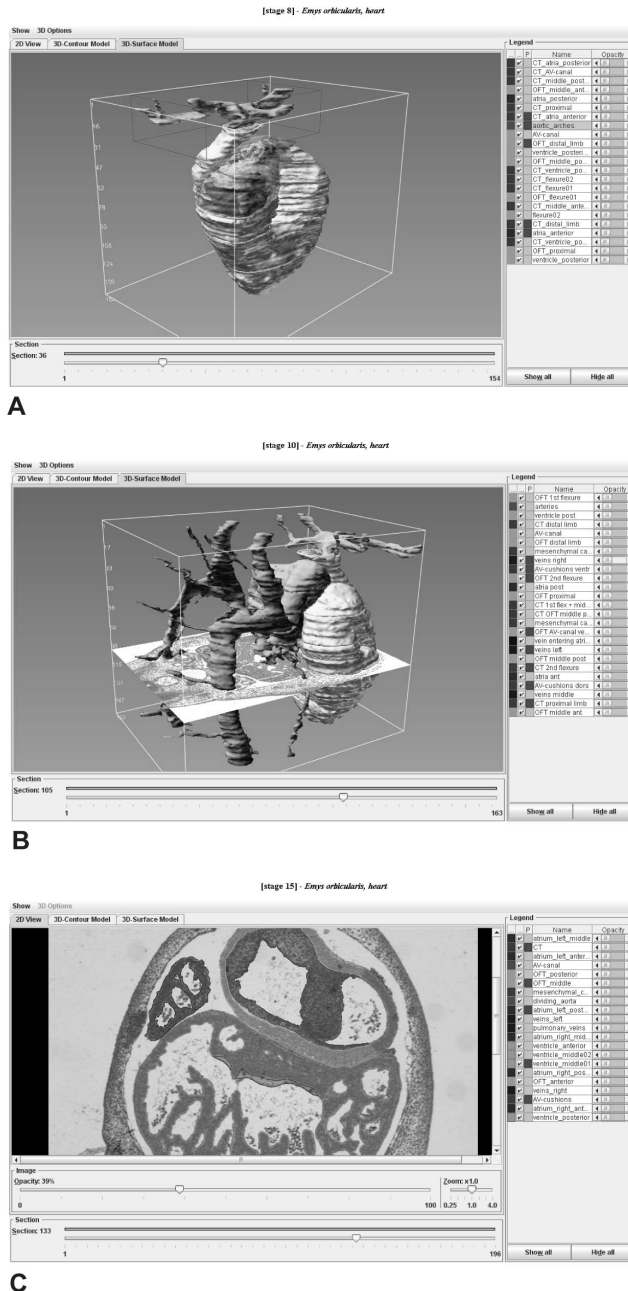 [stage 8] - Emys orbicularis, heart
Show 3D Options
2D View 3D-Contour Model 3D-Surface Model
Legend
P Name Opacity
CT_atria_posterior
CT_AV-canal
CT_middle_post...
OFT_middle_ant...
atria_posterior
CT_proximal
CT_atria_anterior
aortic_arches
AV-canal
OFT_distal_limb
ventricle_posteri...
OFT_middle_po...
CT_ventricle_po...
CT_flexure02
CT_flexure01
OFT_flexure01
CT_middle_ante...
flexure02
CT_distal_limb
atria_anterior
CT_ventricle_po...
OFT_proximal
ventricle_posterior
Section
Section: 36
1 154
Show all Hide all
A
[stage 10] - Emys orbicularis, heart
Show 3D Options
2D View 3D-Contour Model 3D-Surface Model
Legend
P Name Opacity
OFT 1st flexure
arteries
ventricle post
CT distal limb
AV-canal
OFT distal limb
mesenchymal ca...
veins right
AV-cushions ventr
OFT 2nd flexure
atria post
OFT proximal
CT 1st flex + mid...
CT OFT middle p...
mesenchymal ca...
OFT AV-canal ve...
vein entering atri...
veins left
OFT middle post
CT 2nd flexure
atria ant
AV-cushions dors
veins middle
CT proximal limb
OFT middle ant
Section
Section: 105
1 163
Show all Hide all
B
[stage 15] - Emys orbicularis, heart
Show 3D Options
2D View 3D-Contour Model 3D-Surface Model
Legend
P Name Opacity
atrium_left_middle
CT
atrium_left_anter...
AV-canal
OFT_posterior
OFT_middle
mesenchymal_c...
dividing_aorta
atrium_left_post...
veins_left
pulmonary_veins
atrium_right_mid...
ventricle_anterior
ventricle_middle02
ventricle_middle01
atrium_right_pos...
OFT_anterior
veins_right
AV-cushions
atrium_right_ant...
ventricle_posterior
Image
Opacity: 39% Zoom: x1.0
0 100 0.25 1.0 4.0
Section
Section: 133
1 196
Show all Hide all
C